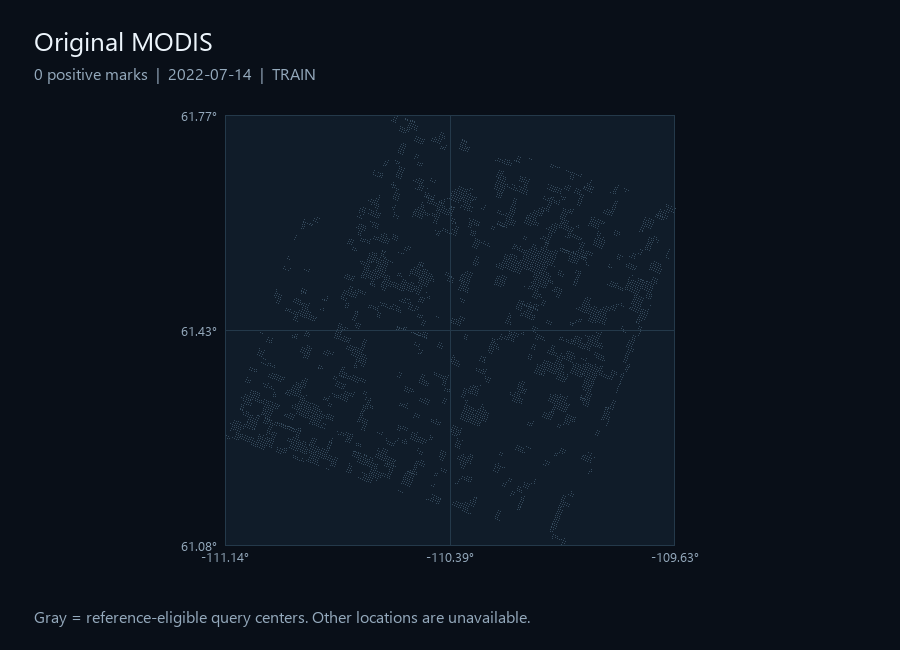 Original MODIS
0 positive marks | 2022-07-14 | TRAIN
61.77°
61.43°
61.08°
-111.14°
-110.39°
-109.63°
Gray = reference-eligible query centers. Other locations are unavailable.